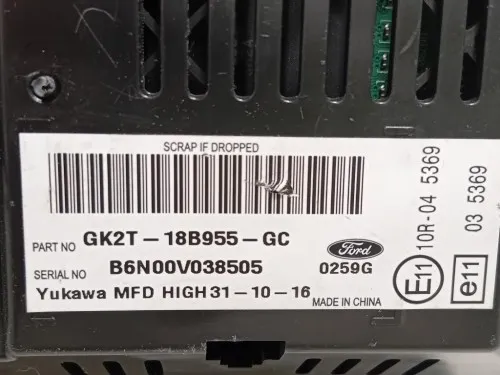 SCRAP IF DROPPED
PART NO GK2T-18B955-GC
Ford
SERIAL NO B6N00V038505 0259G
Yukawa MFD HIGH 31-10-16 MADE IN CHINA
E11 10R-04 5369
e11 03 5369